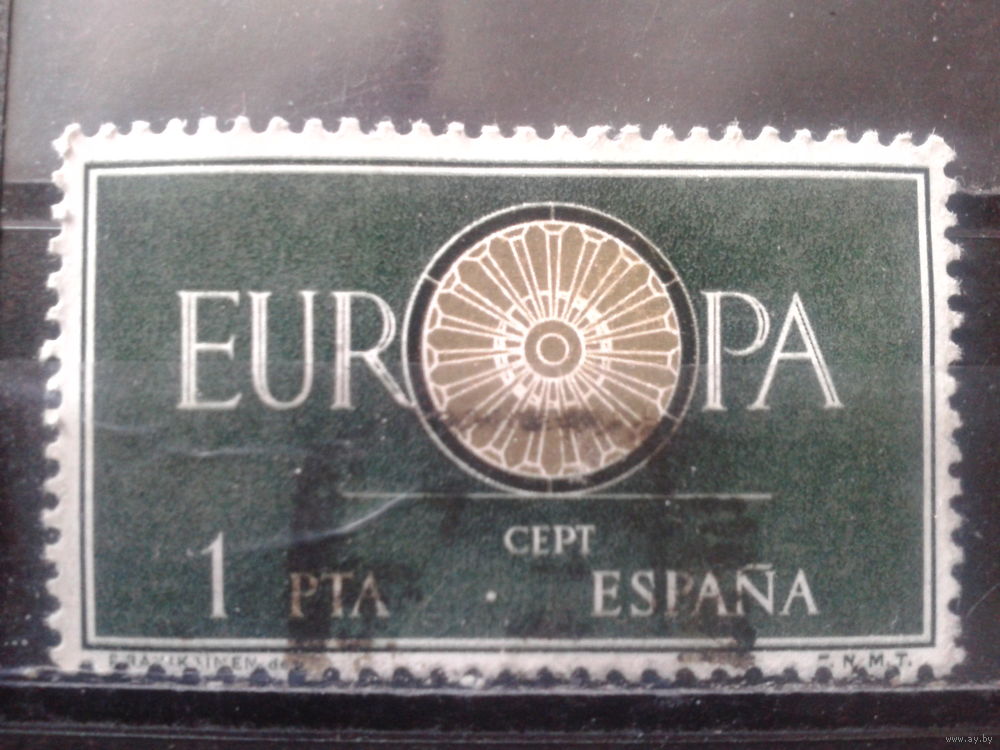 EUROPA
CEPT
1 PTA · ESPAÑA
F.N.M.T.
www.ay.by